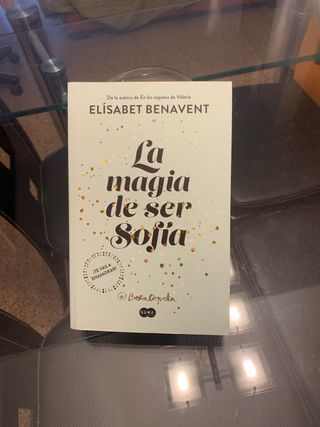 De la autora de En los zapatos de Valeria
ELÍSABET BENAVENT
La
magia
de ser
Sofía
¡TE VAS A
ENAMORAR!
@BetaCoqueta
SUMA